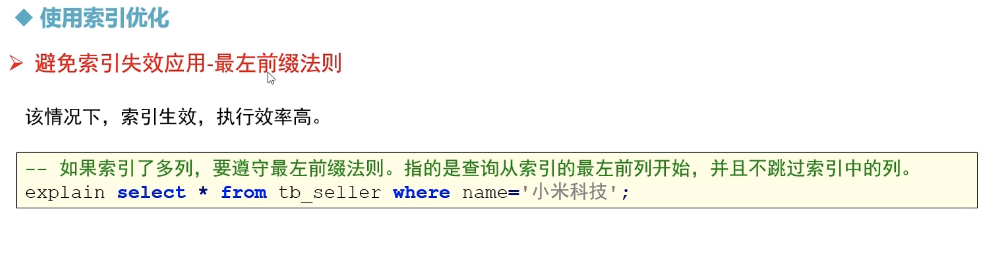 使用索引优化
避免索引失效应用-最左前缀法则
该情况下，索引生效，执行效率高。
-- 如果索引了多列，要遵守最左前缀法则。指的是查询从索引的最左前列开始，并且不跳过索引中的列。
explain select * from tb_seller where name='小米科技';